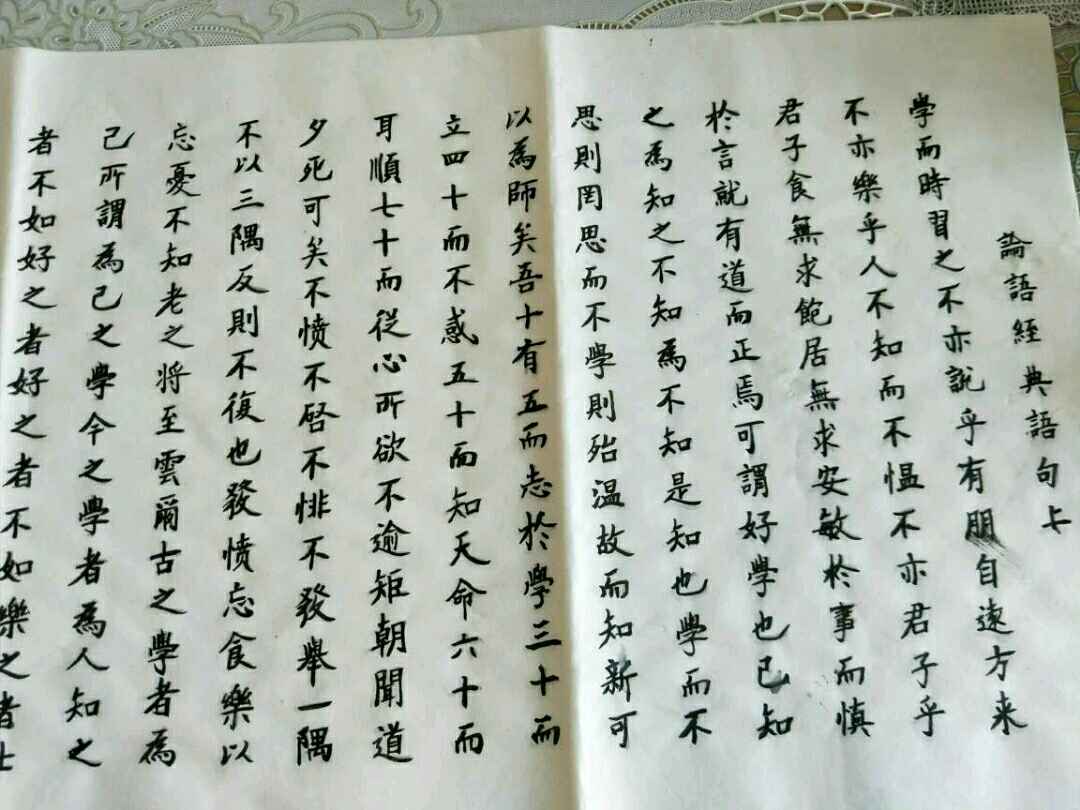 論語經典語句上
學而時習之不亦說乎有朋自遠方来
不亦樂乎人不知而不愠不亦君子乎
君子食無求飽居無求安敏於事而慎
於言就有道而正焉可謂好學也已知
之為知之不知為不知是知也學而不
思則罔思而不學則殆温故而知新可
以為師矣吾十有五而志於學三十而
立四十而不惑五十而知天命六十而
耳順七十而從心所欲不逾矩朝聞道
夕死可矣不愤不啓不悱不發舉一隅
不以三隅反則不復也發愤忘食樂以
忘憂不知老之將至雲爾古之學者為
己所謂為己之學今之學者為人知之
者不如好之者好之者不如樂之者士